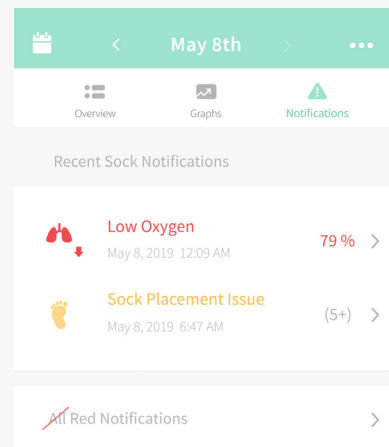 May 8th
Overview
Graphs
Notifications
Recent Sock Notifications
Low Oxygen
79 %
May 8, 2019 12:09 AM
Sock Placement Issue
(5+)
May 8, 2019 6:47 AM
All Red Notifications